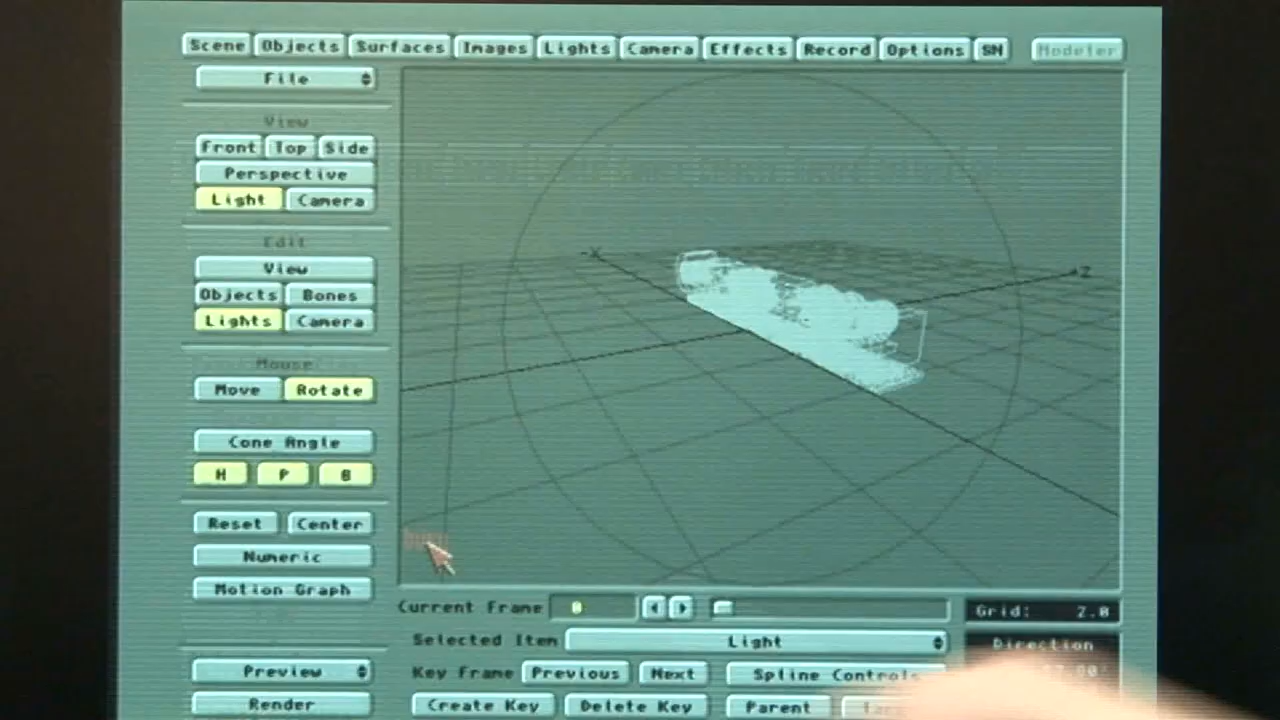 Scene Objects Surfaces Images Lights Camera Effects Record Options SN Modeler
File
View
Front Top Side
Perspective
Light Camera
Edit
View
Objects Bones
Lights Camera
Mouse
Move Rotate
Cone Angle
H P B
Reset Center
Numeric
Motion Graph
-X
Z
Current Frame 0
Grid: 2.0
Selected Item Light
Direction
Preview
Key Frame Previous Next Spline Controls
Render
Create Key Delete Key Parent